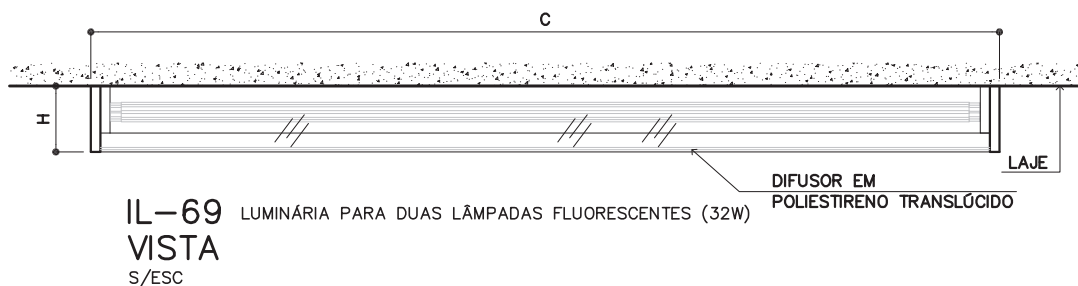 C
H
LAJE
DIFUSOR EM
POLIESTIRENO TRANSLÚCIDO
IL-69 LUMINÁRIA PARA DUAS LÂMPADAS FLUORESCENTES (32W)
VISTA
S/ESC